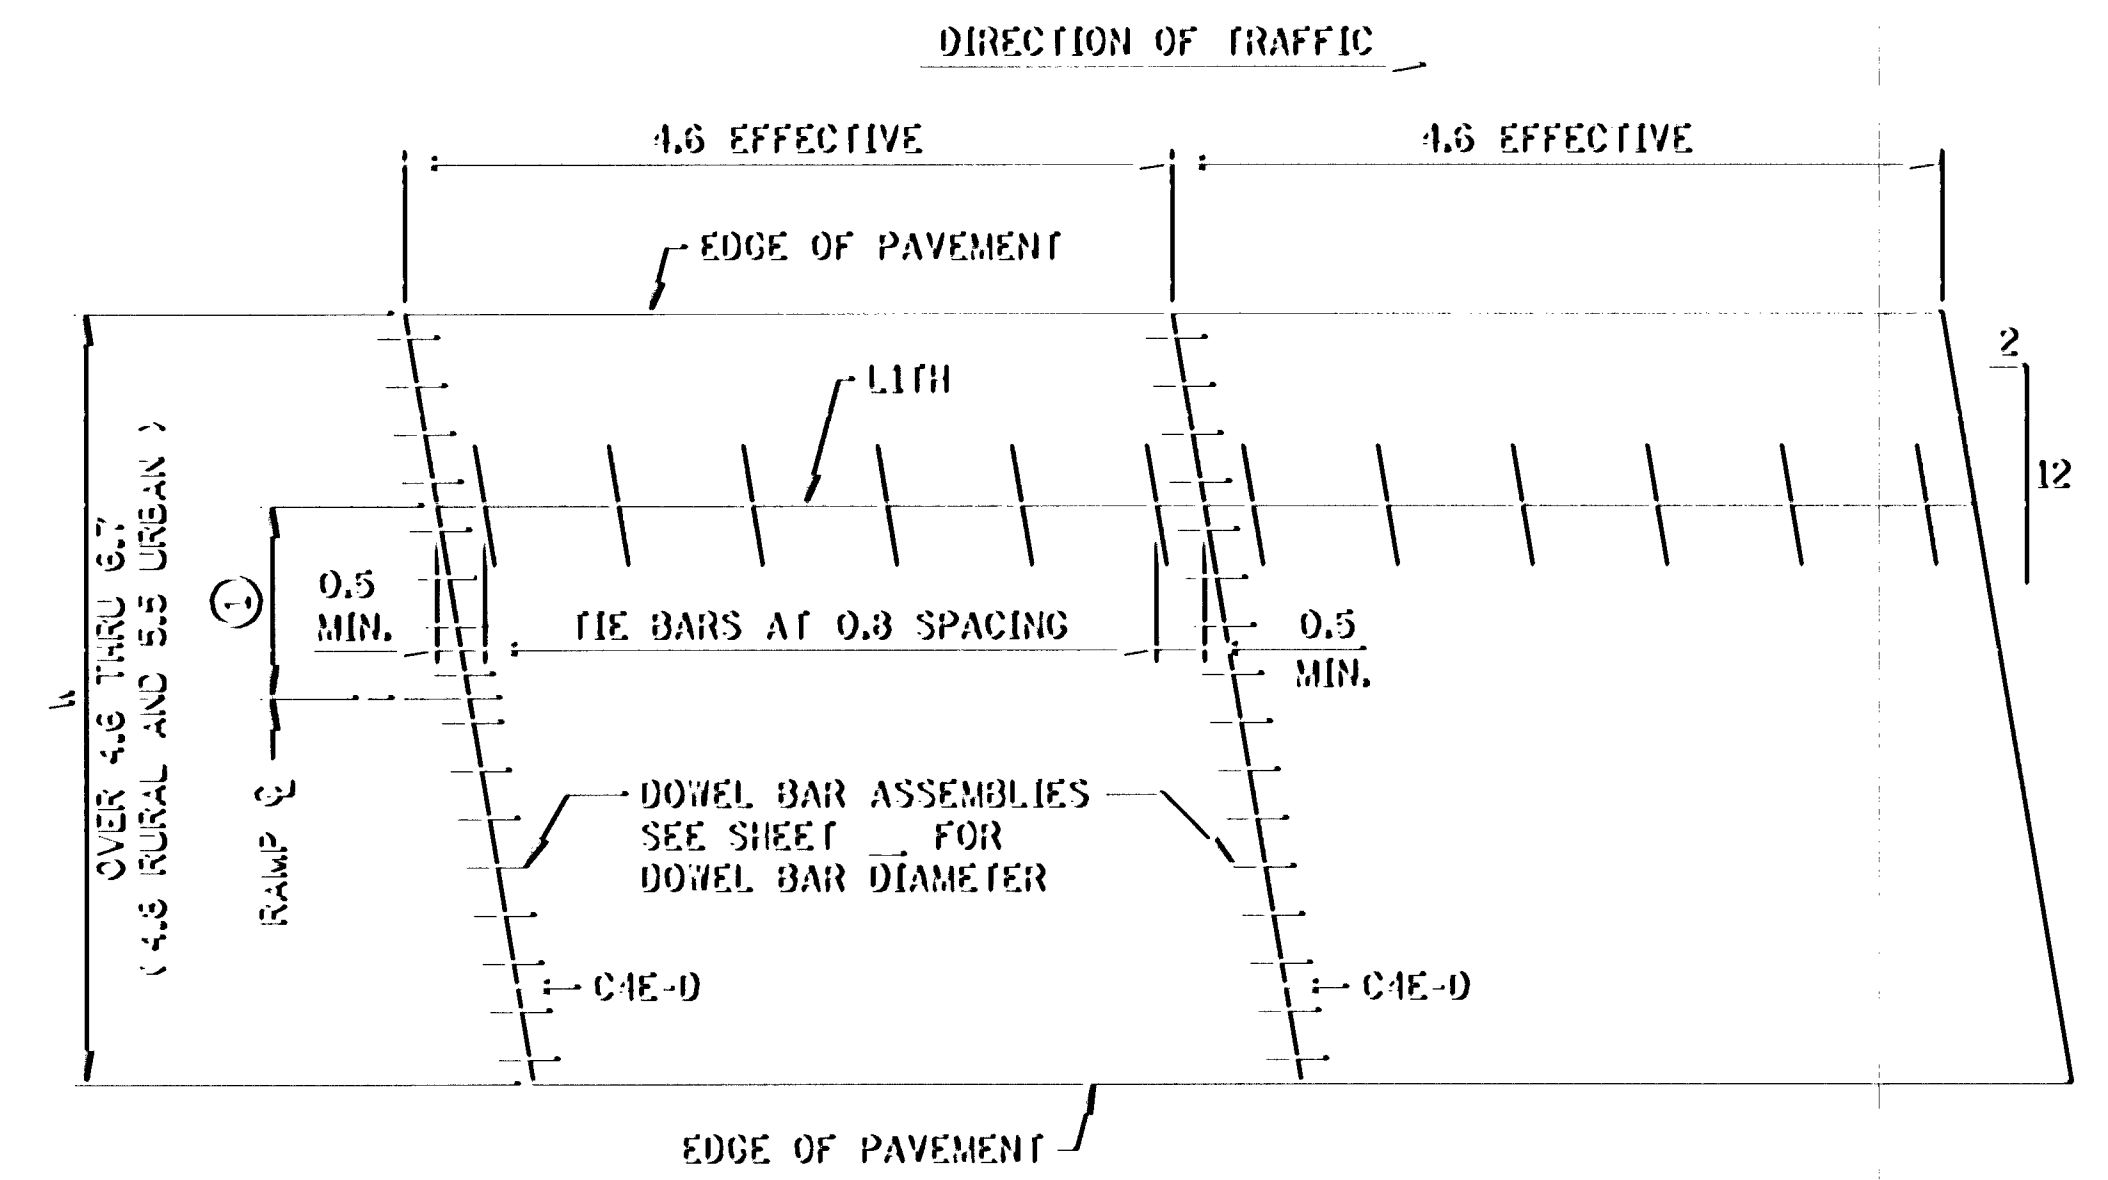 DIRECTION OF TRAFFIC
4.6 EFFECTIVE
4.6 EFFECTIVE
EDGE OF PAVEMENT
L1TH
2
12
OVER 4.6 THRU 6.7
(4.8 RURAL AND 5.5 URBAN)
1
RAMP ℄
0.5
MIN.
TIE BARS AT 0.8 SPACING
0.5
MIN.
DOWEL BAR ASSEMBLIES
SEE SHEET __ FOR
DOWEL BAR DIAMETER
C4E-D
C4E-D
EDGE OF PAVEMENT